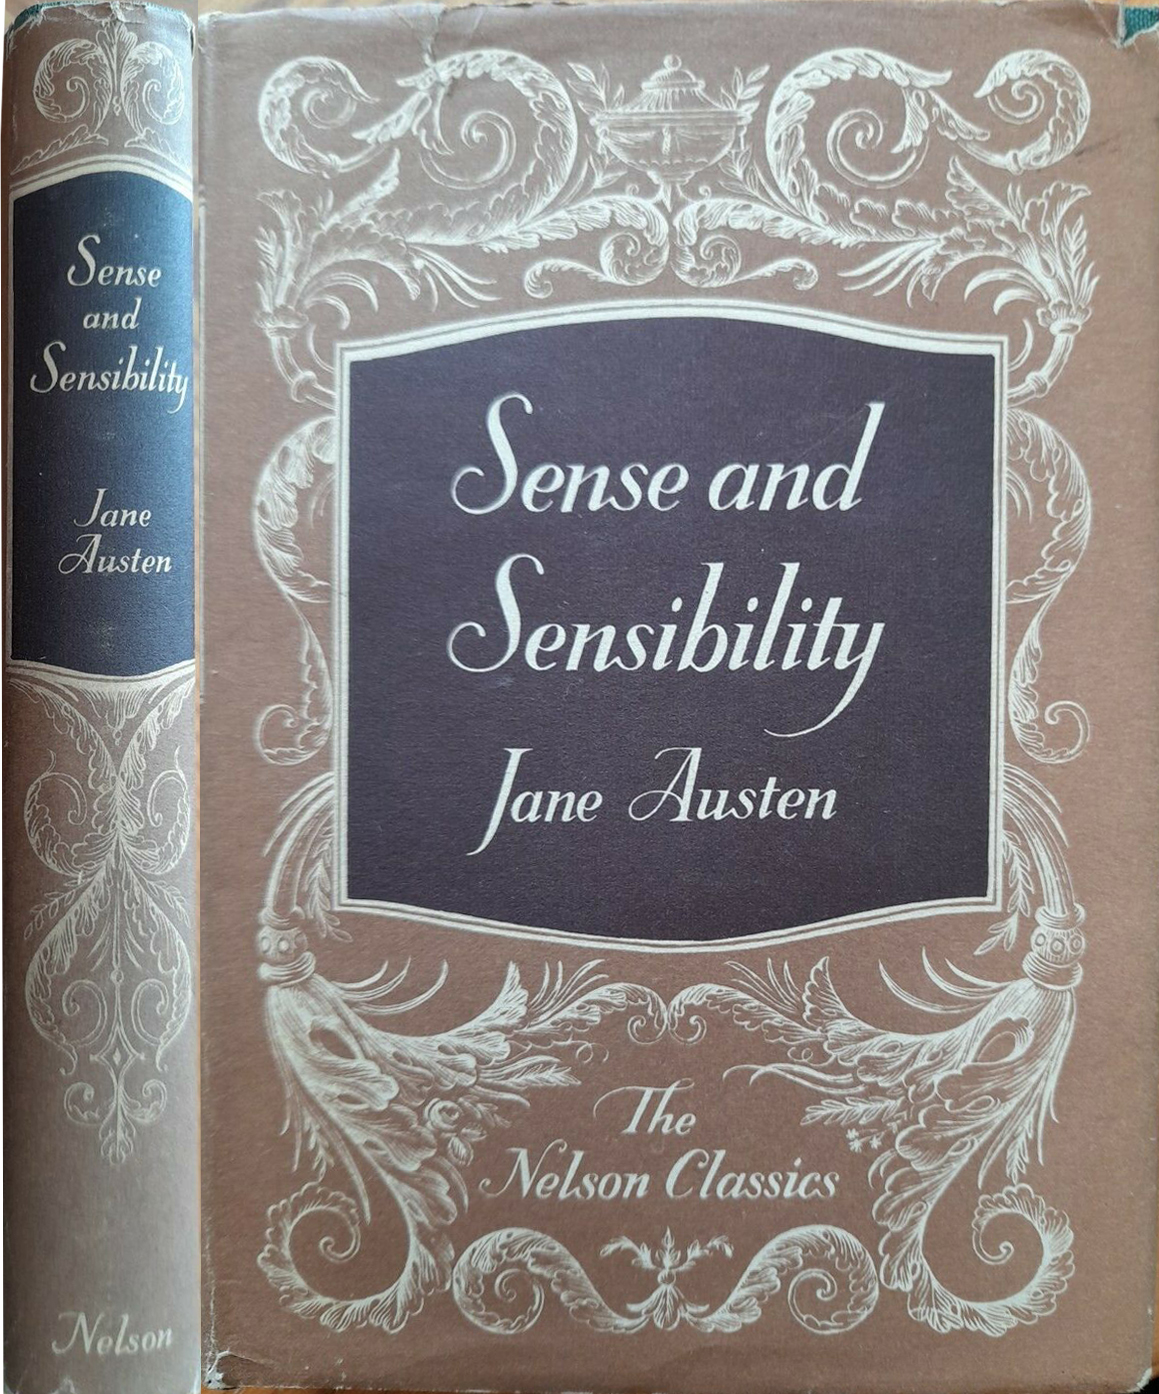 Sense
and
Sensibility
Jane
Austen
Nelson
Sense and
Sensibility
Jane Austen
The
Nelson Classics